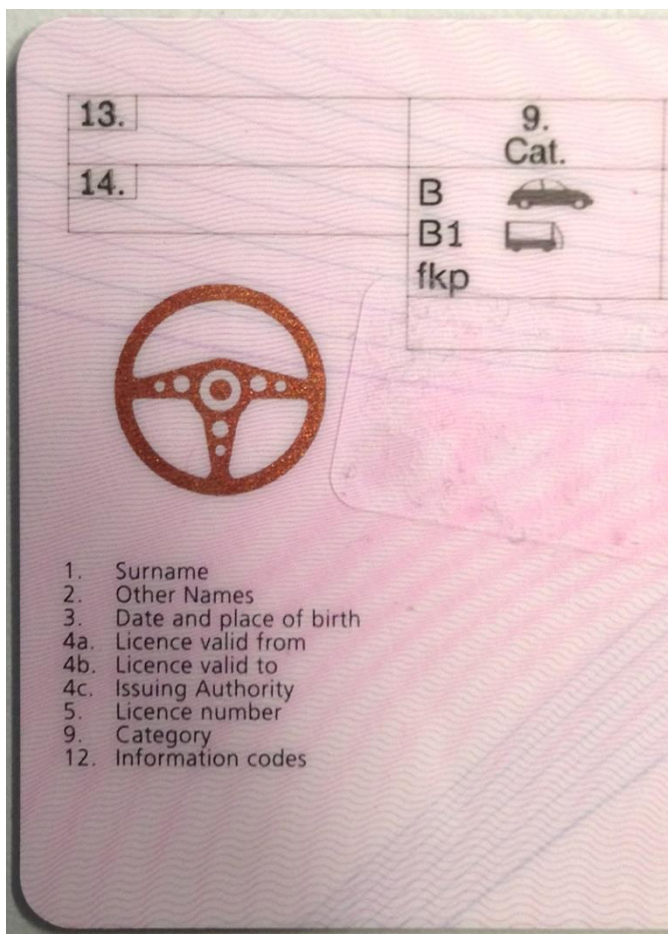 13.
9.
Cat.
14.
B
B1
fkp
1. Surname
2. Other Names
3. Date and place of birth
4a. Licence valid from
4b. Licence valid to
4c. Issuing Authority
5. Licence number
9. Category
12. Information codes